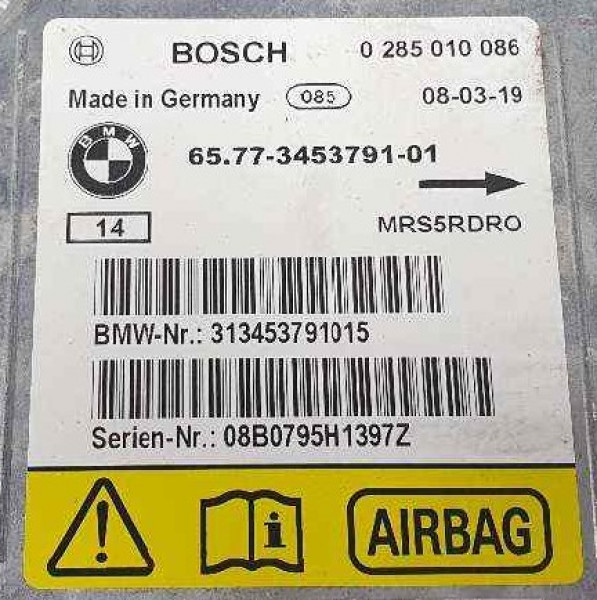 BOSCH 0 285 010 086
Made in Germany 085 08-03-19
BMW 65.77-3453791-01
14 MRS5RDRO
BMW-Nr.: 313453791015
Serien-Nr.: 08B0795H1397Z
AIRBAG